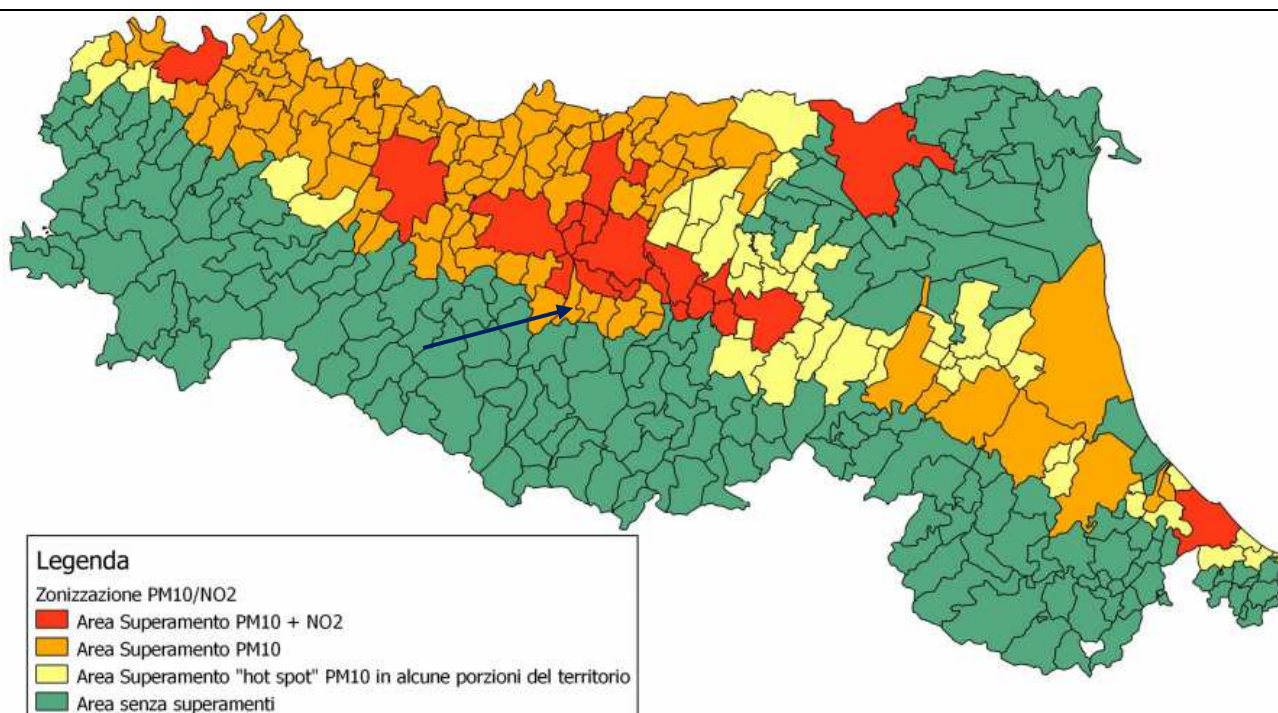 Legenda
Zonizzazione PM10/NO2
Area Superamento PM10 + NO2
Area Superamento PM10
Area Superamento "hot spot" PM10 in alcune porzioni del territorio
Area senza superamenti